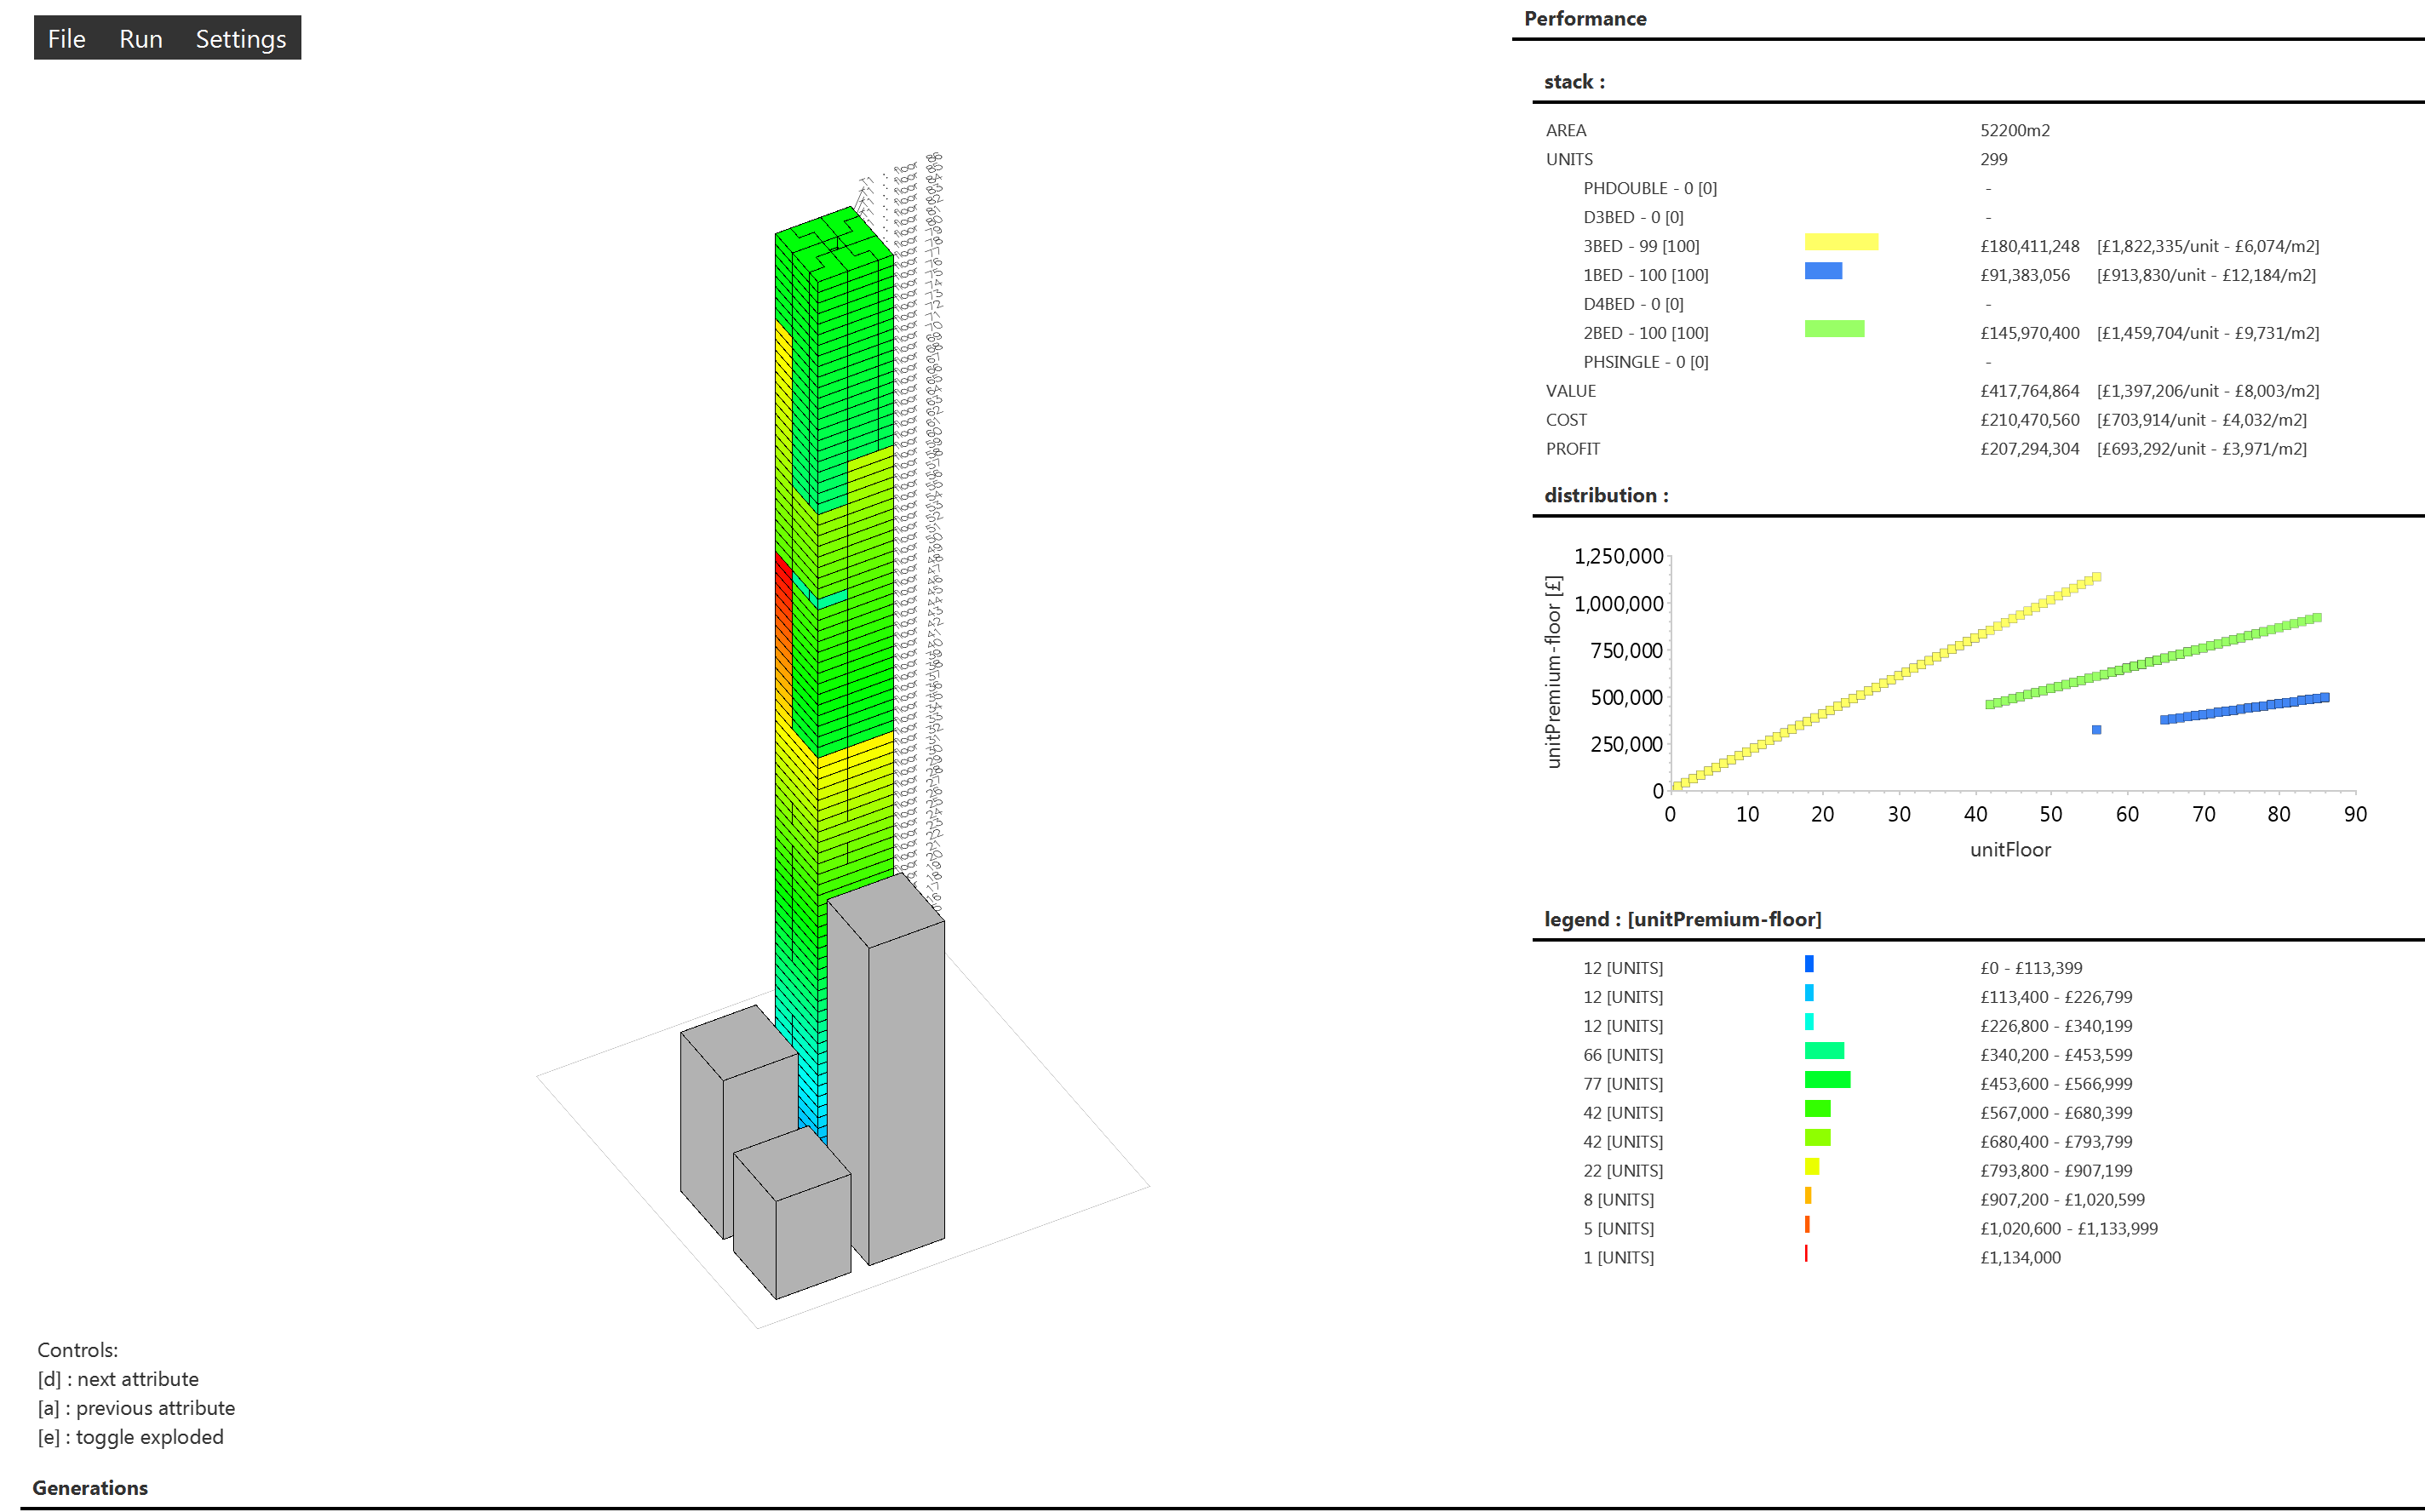 File Run Settings
Performance
stack :
AREA 52200m2
UNITS 299
PHDOUBLE - 0 [0] -
D3BED - 0 [0] -
3BED - 99 [100] £180,411,248 [£1,822,335/unit - £6,074/m2]
1BED - 100 [100] £91,383,056 [£913,830/unit - £12,184/m2]
D4BED - 0 [0] -
2BED - 100 [100] £145,970,400 [£1,459,704/unit - £9,731/m2]
PHSINGLE - 0 [0] -
VALUE £417,764,864 [£1,397,206/unit - £8,003/m2]
COST £210,470,560 [£703,914/unit - £4,032/m2]
PROFIT £207,294,304 [£693,292/unit - £3,971/m2]
distribution :
unitPremium-floor [£]
1,250,000
1,000,000
750,000
500,000
250,000
0
0 10 20 30 40 50 60 70 80 90
unitFloor
legend : [unitPremium-floor]
12 [UNITS] £0 - £113,399
12 [UNITS] £113,400 - £226,799
12 [UNITS] £226,800 - £340,199
66 [UNITS] £340,200 - £453,599
77 [UNITS] £453,600 - £566,999
42 [UNITS] £567,000 - £680,399
42 [UNITS] £680,400 - £793,799
22 [UNITS] £793,800 - £907,199
8 [UNITS] £907,200 - £1,020,599
5 [UNITS] £1,020,600 - £1,133,999
1 [UNITS] £1,134,000
Controls:
[d] : next attribute
[a] : previous attribute
[e] : toggle exploded
Generations